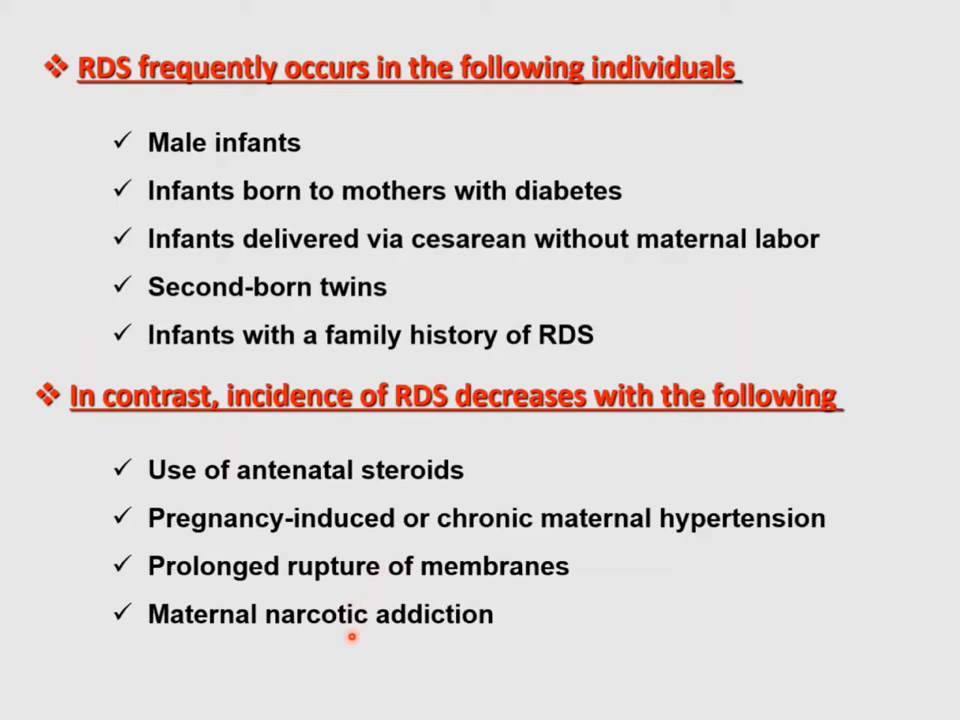 RDS frequently occurs in the following individuals
Male infants
Infants born to mothers with diabetes
Infants delivered via cesarean without maternal labor
Second-born twins
Infants with a family history of RDS
In contrast, incidence of RDS decreases with the following
Use of antenatal steroids
Pregnancy-induced or chronic maternal hypertension
Prolonged rupture of membranes
Maternal narcotic addiction